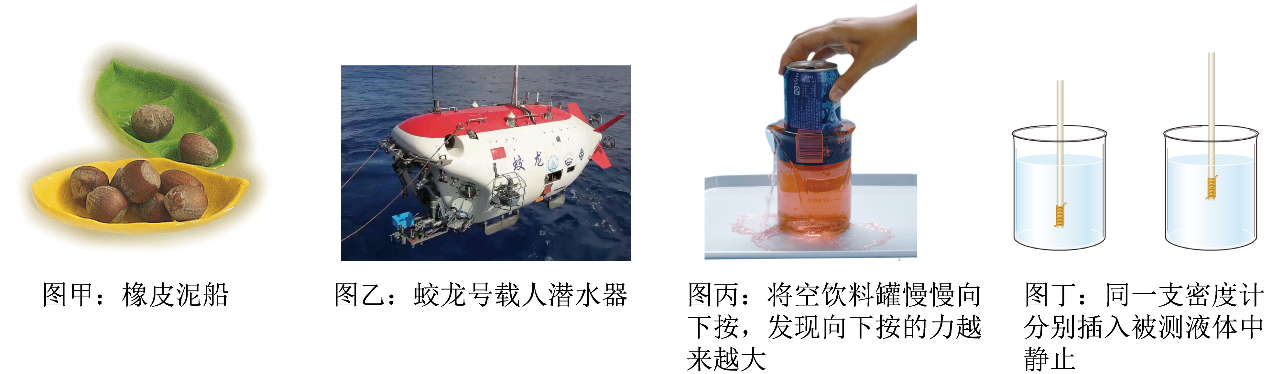 蛟龙
图甲：橡皮泥船
图乙：蛟龙号载人潜水器
图丙：将空饮料罐慢慢向
下按，发现向下按的力越
来越大
图丁：同一支密度计
分别插入被测液体中
静止